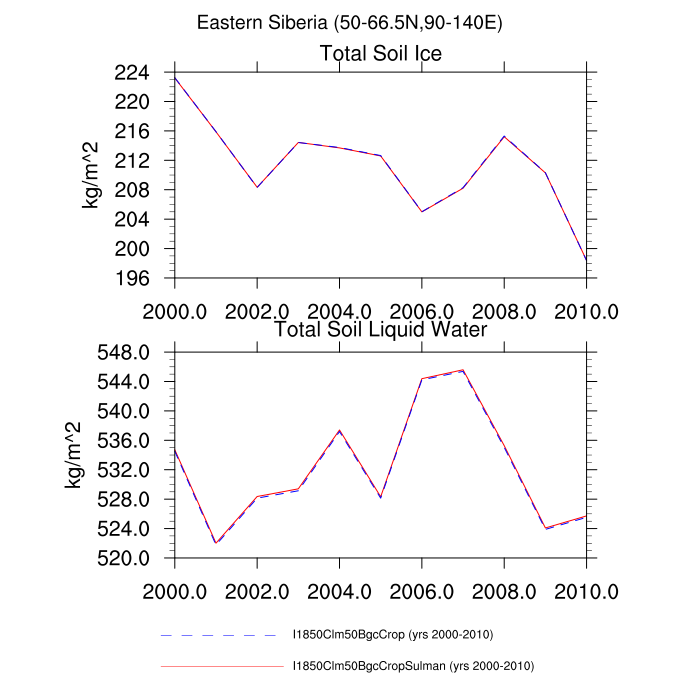 Eastern Siberia (50-66.5N,90-140E)
Total Soil Ice
224
220
216
212
208
204
200
196
kg/m^2
2000.0 2002.0 2004.0 2006.0 2008.0 2010.0
Total Soil Liquid Water
548.0
544.0
540.0
536.0
532.0
528.0
524.0
520.0
kg/m^2
2000.0 2002.0 2004.0 2006.0 2008.0 2010.0
I1850Clm50BgcCrop (yrs 2000-2010)
I1850Clm50BgcCropSulman (yrs 2000-2010)